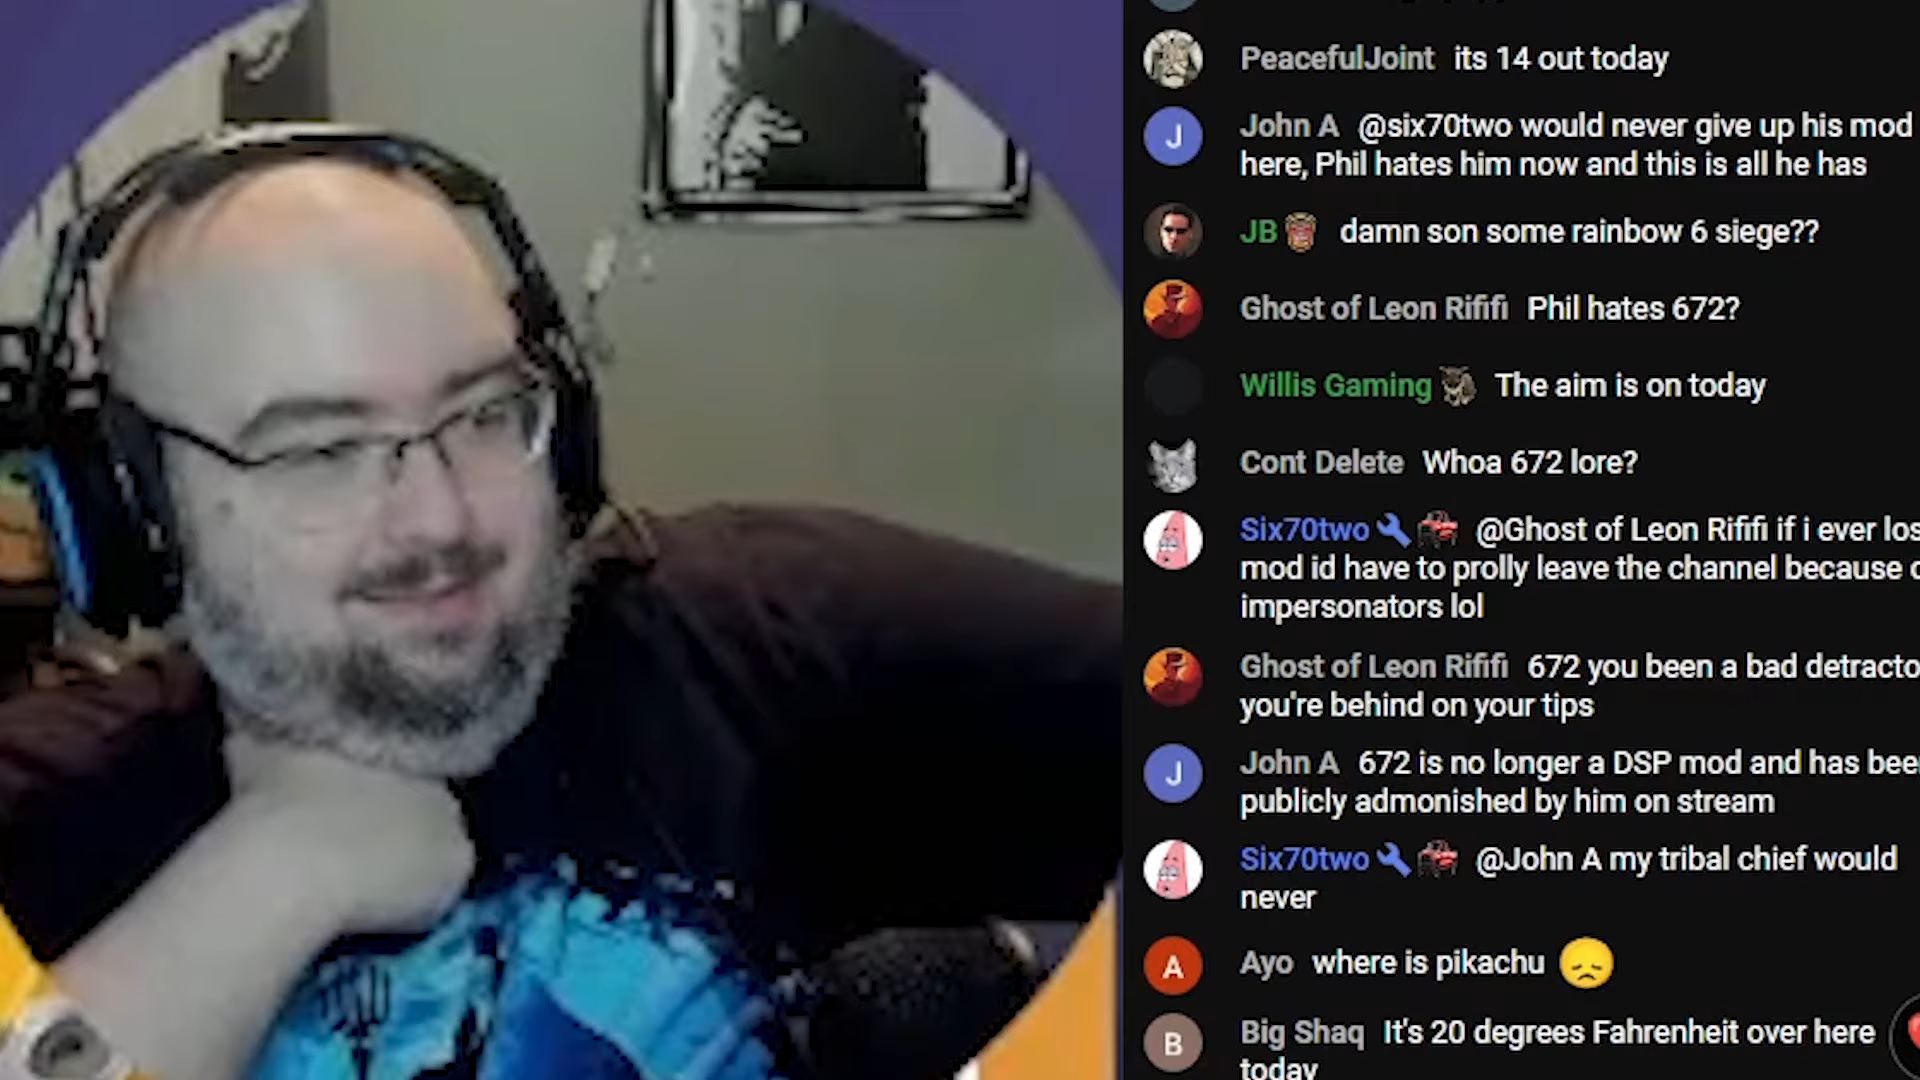 PeacefulJoint its 14 out today
John A @six70two would never give up his mod
here, Phil hates him now and this is all he has
JB damn son some rainbow 6 siege??
Ghost of Leon Rififi Phil hates 672?
Willis Gaming The aim is on today
Cont Delete Whoa 672 lore?
Six70two @Ghost of Leon Rififi if i ever los
mod id have to prolly leave the channel because
impersonators lol
Ghost of Leon Rififi 672 you been a bad detracto
you're behind on your tips
J John A 672 is no longer a DSP mod and has bee
publicly admonished by him on stream
Six70two @John A my tribal chief would
never
A Ayo where is pikachu
B Big Shaq It's 20 degrees Fahrenheit over here
today